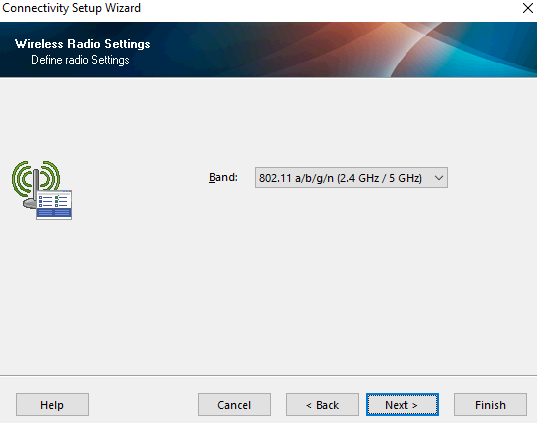 Connectivity Setup Wizard
Wireless Radio Settings
Define radio Settings
Band: 802.11 a/b/g/n (2.4 GHz / 5 GHz)
Help Cancel < Back Next > Finish